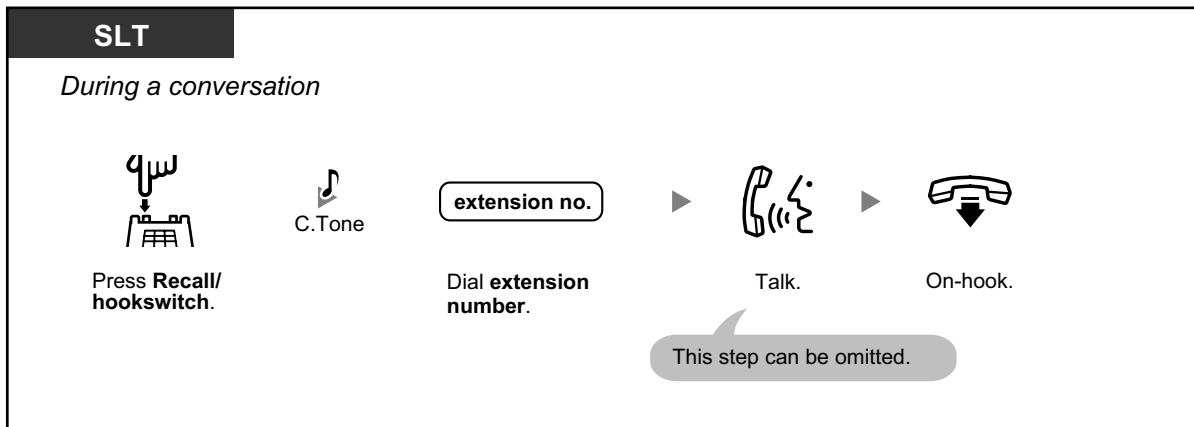 SLT
During a conversation
C.Tone
extension no.
Press Recall/
hookswitch.
Dial extension
number.
Talk.
On-hook.
This step can be omitted.